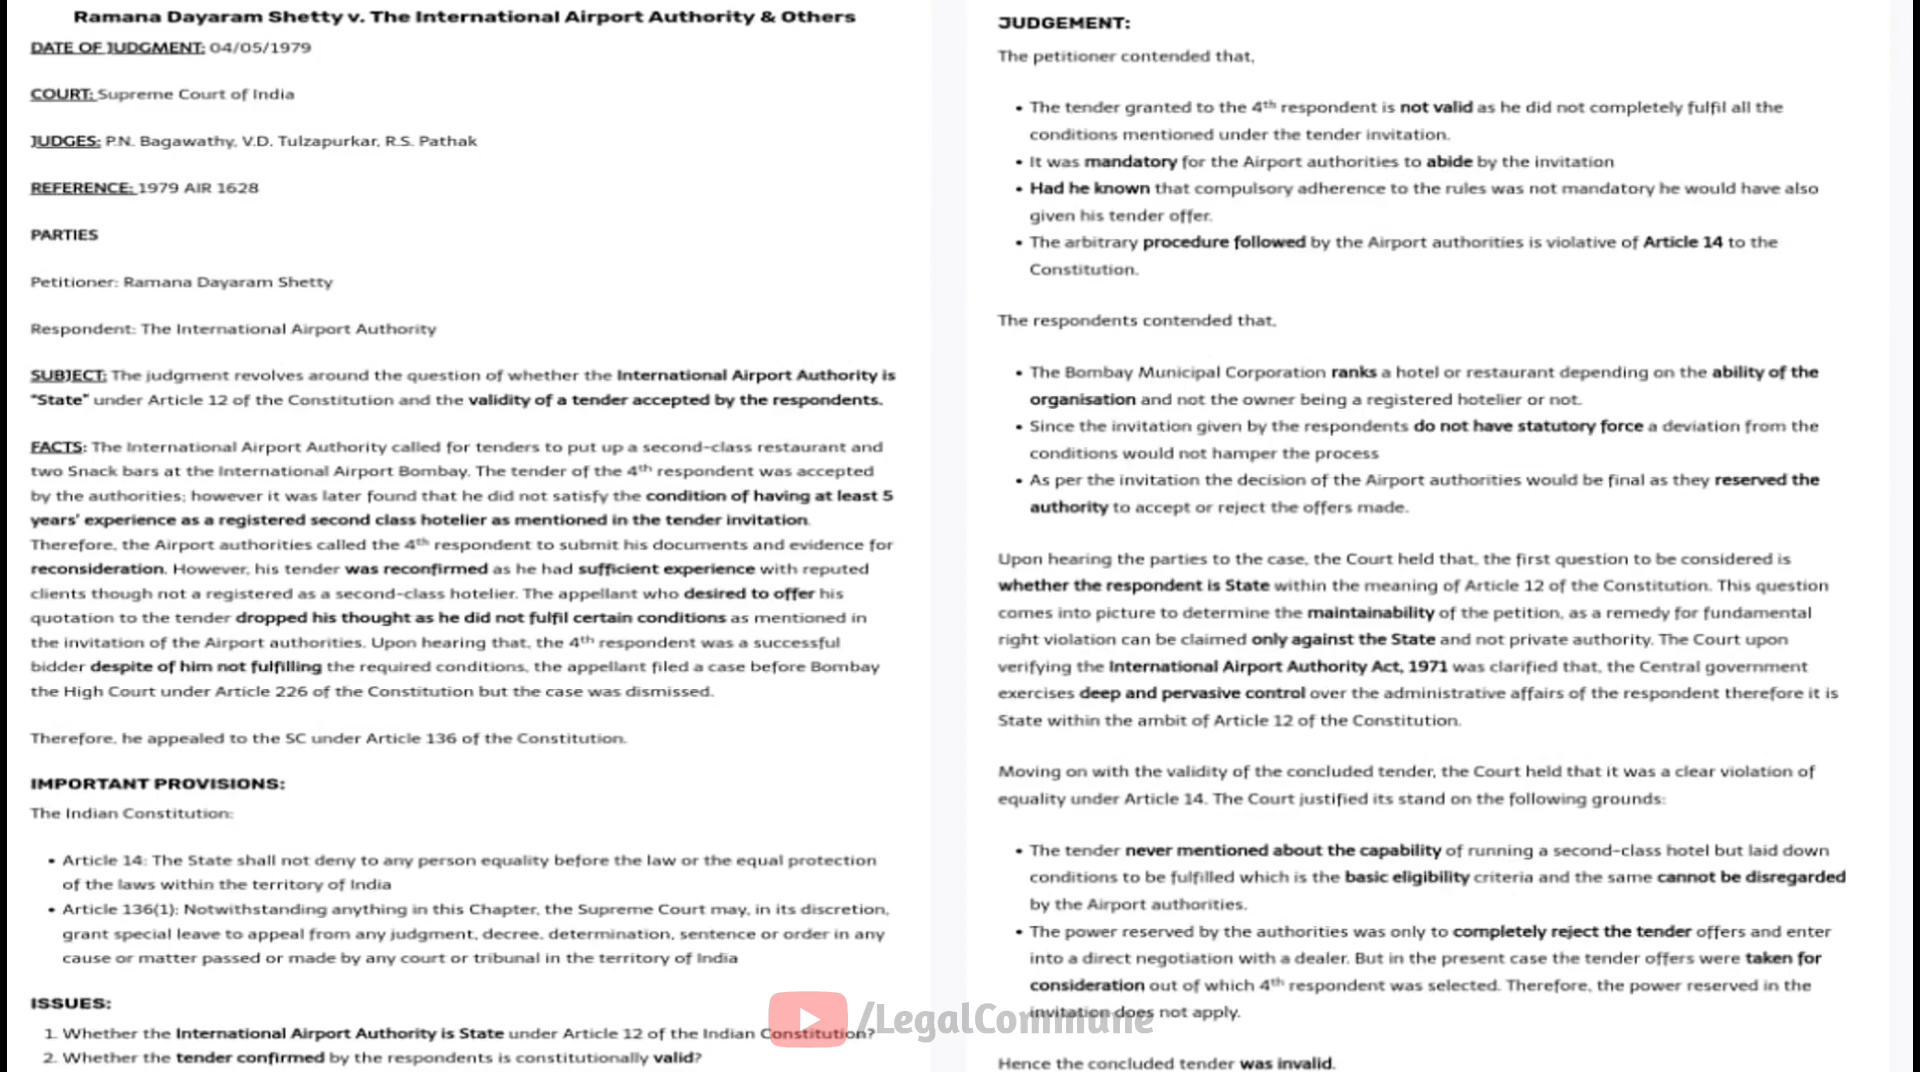 Ramana Dayaram Shetty v. The International Airport Authority & Others
DATE OF JUDGMENT: 04/05/1979
COURT: Supreme Court of India
JUDGES: P.N. Bagawathy, V.D. Tulzapurkar, R.S. Pathak
REFERENCE: 1979 AIR 1628
PARTIES
Petitioner: Ramana Dayaram Shetty
Respondent: The International Airport Authority
SUBJECT: The judgment revolves around the question of whether the International Airport Authority is
"State" under Article 12 of the Constitution and the validity of a tender accepted by the respondents.
FACTS: The International Airport Authority called for tenders to put up a second-class restaurant and
two Snack bars at the International Airport Bombay. The tender of the 4th respondent was accepted
by the authorities; however it was later found that he did not satisfy the condition of having at least 5
years' experience as a registered second class hotelier as mentioned in the tender invitation.
Therefore, the Airport authorities called the 4th respondent to submit his documents and evidence for
reconsideration. However, his tender was reconfirmed as he had sufficient experience with reputed
clients though not a registered as a second-class hotelier. The appellant who desired to offer his
quotation to the tender dropped his thought as he did not fulfil certain conditions as mentioned in
the invitation of the Airport authorities. Upon hearing that, the 4th respondent was a successful
bidder despite of him not fulfilling the required conditions, the appellant filed a case before Bombay
the High Court under Article 226 of the Constitution but the case was dismissed.
Therefore, he appealed to the SC under Article 136 of the Constitution.
IMPORTANT PROVISIONS:
The Indian Constitution:
• Article 14: The State shall not deny to any person equality before the law or the equal protection
of the laws within the territory of India
• Article 136(1): Notwithstanding anything in this Chapter, the Supreme Court may, in its discretion,
grant special leave to appeal from any judgment, decree, determination, sentence or order in any
cause or matter passed or made by any court or tribunal in the territory of India
ISSUES:
1. Whether the International Airport Authority is State under Article 12 of the Indian Constitution?
2. Whether the tender confirmed by the respondents is constitutionally valid?
JUDGEMENT:
The petitioner contended that,
• The tender granted to the 4th respondent is not valid as he did not completely fulfil all the
conditions mentioned under the tender invitation.
• It was mandatory for the Airport authorities to abide by the invitation
• Had he known that compulsory adherence to the rules was not mandatory he would have also
given his tender offer.
• The arbitrary procedure followed by the Airport authorities is violative of Article 14 to the
Constitution.
The respondents contended that,
• The Bombay Municipal Corporation ranks a hotel or restaurant depending on the ability of the
organisation and not the owner being a registered hotelier or not.
• Since the invitation given by the respondents do not have statutory force a deviation from the
conditions would not hamper the process
• As per the invitation the decision of the Airport authorities would be final as they reserved the
authority to accept or reject the offers made.
Upon hearing the parties to the case, the Court held that, the first question to be considered is
whether the respondent is State within the meaning of Article 12 of the Constitution. This question
comes into picture to determine the maintainability of the petition, as a remedy for fundamental
right violation can be claimed only against the State and not private authority. The Court upon
verifying the International Airport Authority Act, 1971 was clarified that, the Central government
exercises deep and pervasive control over the administrative affairs of the respondent therefore it is
State within the ambit of Article 12 of the Constitution.
Moving on with the validity of the concluded tender, the Court held that it was a clear violation of
equality under Article 14. The Court justified its stand on the following grounds:
• The tender never mentioned about the capability of running a second-class hotel but laid down
conditions to be fulfilled which is the basic eligibility criteria and the same cannot be disregarded
by the Airport authorities.
• The power reserved by the authorities was only to completely reject the tender offers and enter
into a direct negotiation with a dealer. But in the present case the tender offers were taken for
consideration out of which 4th respondent was selected. Therefore, the power reserved in the
invitation does not apply.
Hence the concluded tender was invalid.
/LegalCommune